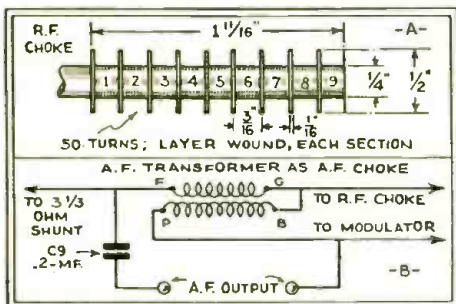 R.F. CHOKE
1 11/16"
-A-
1 2 3 4 5 6 7 8 9
3/16"
1/16"
1/4"
1/2"
50 TURNS; LAYER WOUND, EACH SECTION
A.F. TRANSFORMER AS A.F. CHOKE
F G
P B
TO 3 1/3 OHM SHUNT
TO R.F. CHOKE
TO MODULATOR
C9
.2-MF.
A.F. OUTPUT
-B-